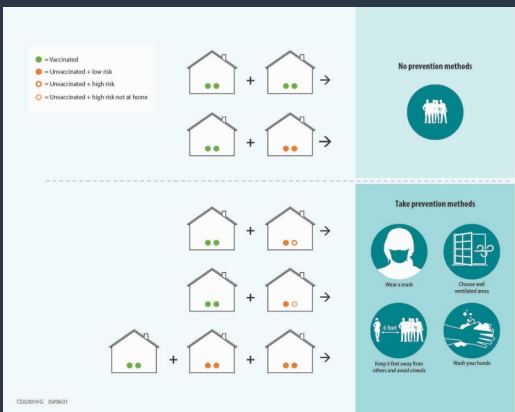 = Vaccinated
= Unvaccinated + low risk
= Unvaccinated + high risk
= Unvaccinated + high risk not at home
+
→
No prevention methods
+
→
+
→
Take prevention methods
Wear a mask
Choose well
ventilated areas
+
→
6 feet
Keep 6 feet away from
others and avoid crowds
Wash your hands
+
+
→
CS323010-G 03/06/21